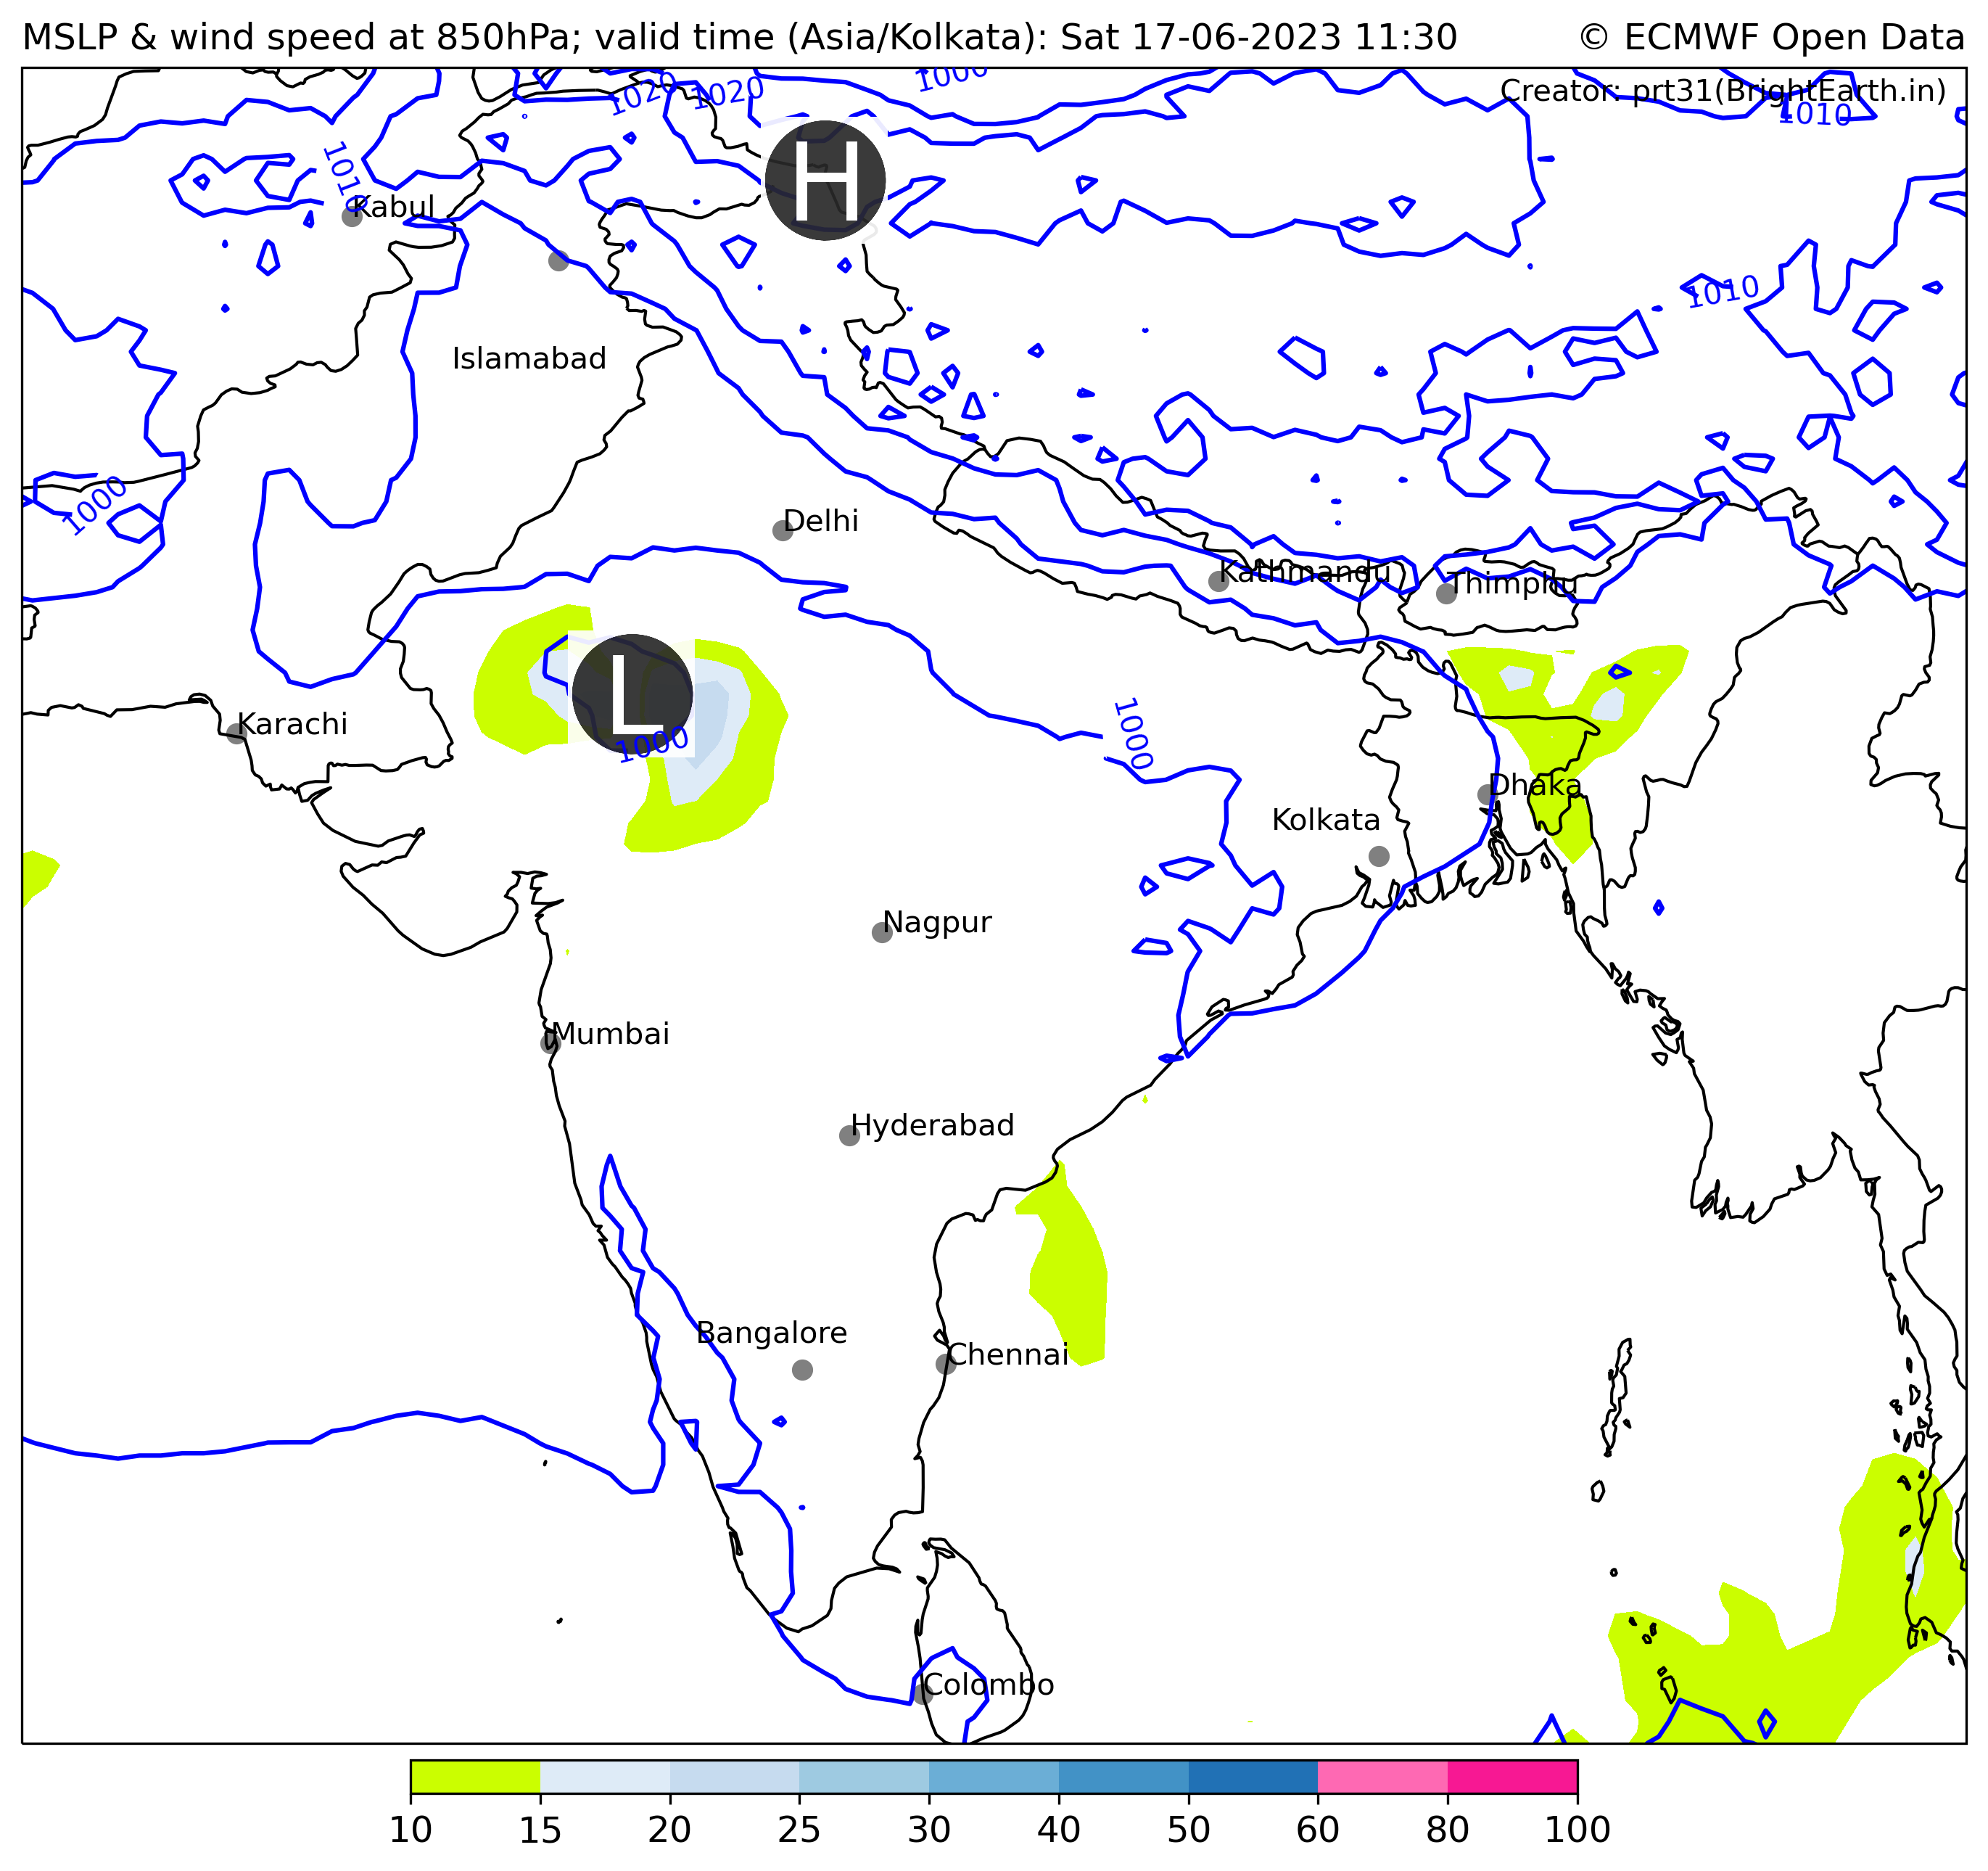 MSLP & wind speed at 850hPa; valid time (Asia/Kolkata): Sat 17-06-2023 11:30
© ECMWF Open Data
Creator: prt31(BrightEarth.in)
1020
1020
1000
1010
H
1010
Kabul
1010
Islamabad
1000
Delhi
Kathmandu
Thimphu
L
1000
Karachi
1000
Dhaka
Kolkata
Nagpur
Mumbai
Hyderabad
Bangalore
Chennai
Colombo
10 15 20 25 30 40 50 60 80 100